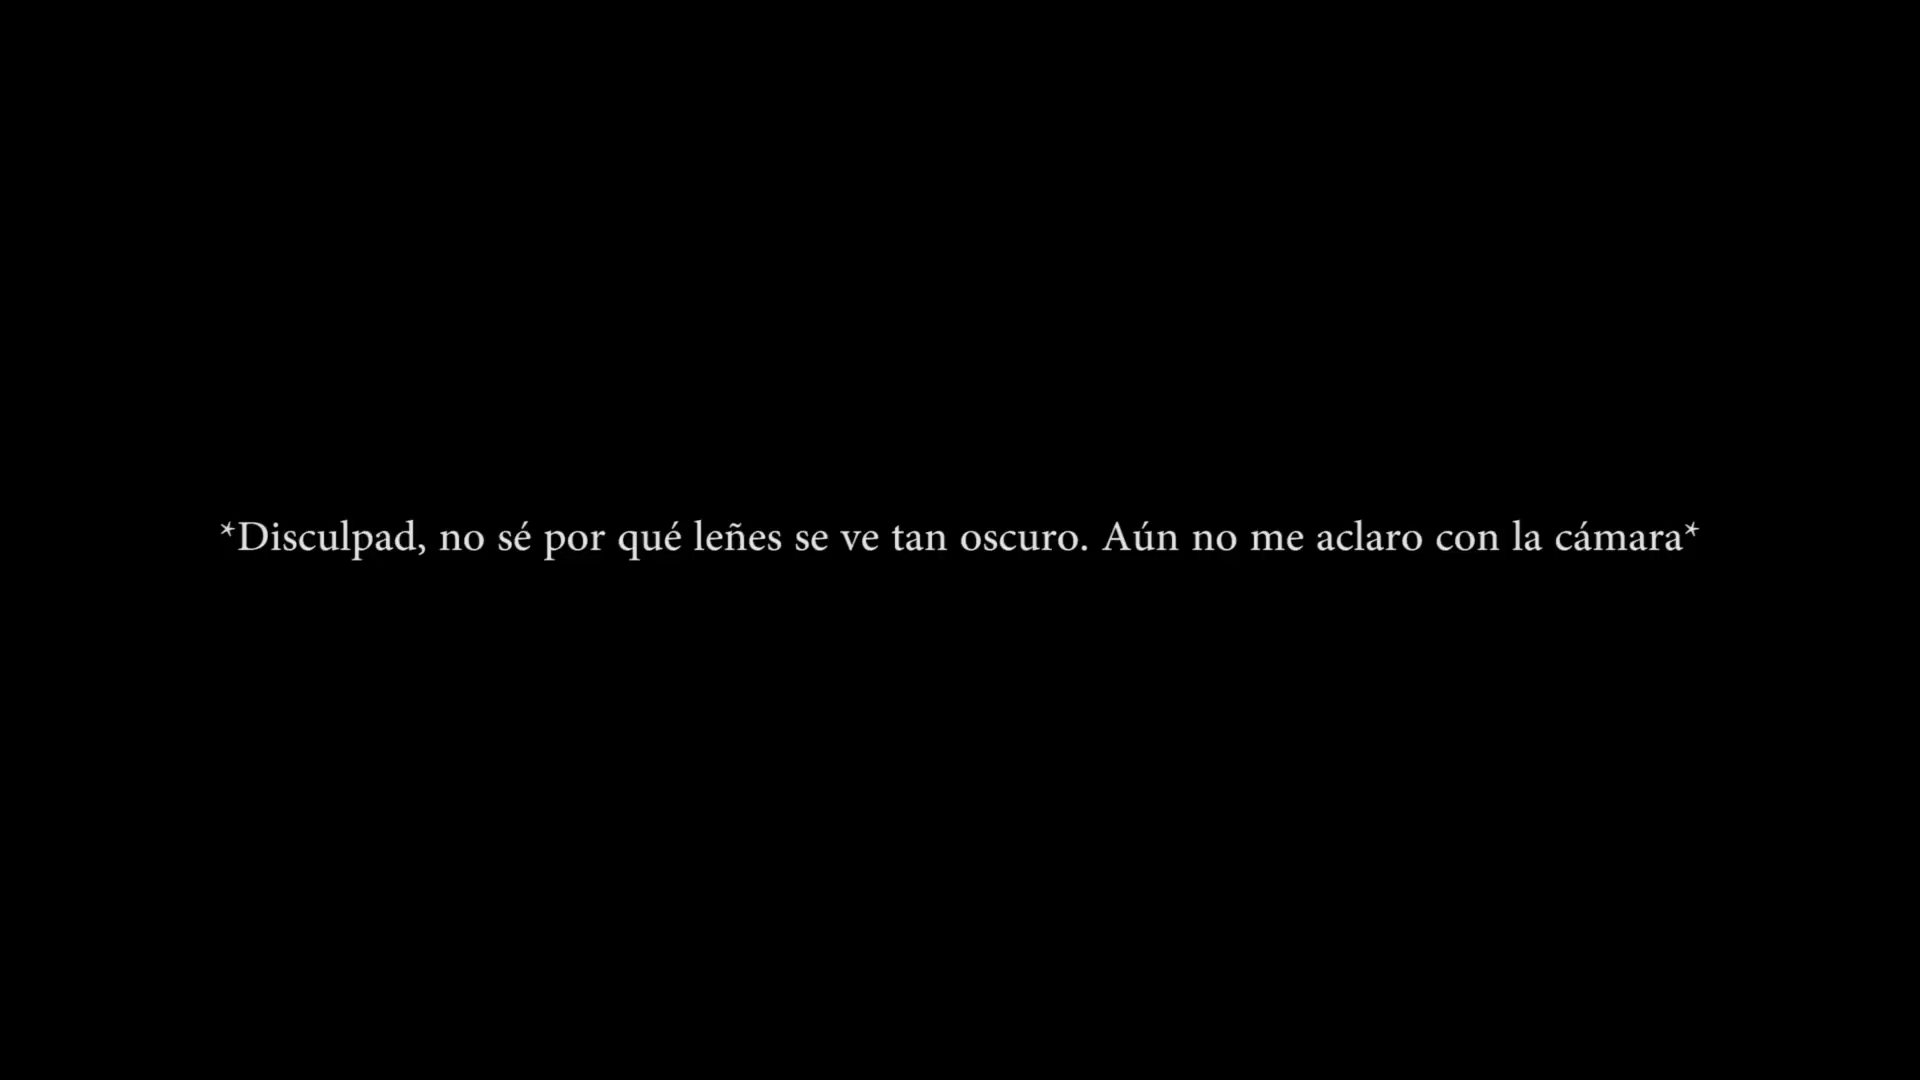 *Disculpad, no sé por qué leñes se ve tan oscuro. Aún no me aclaro con la cámara*